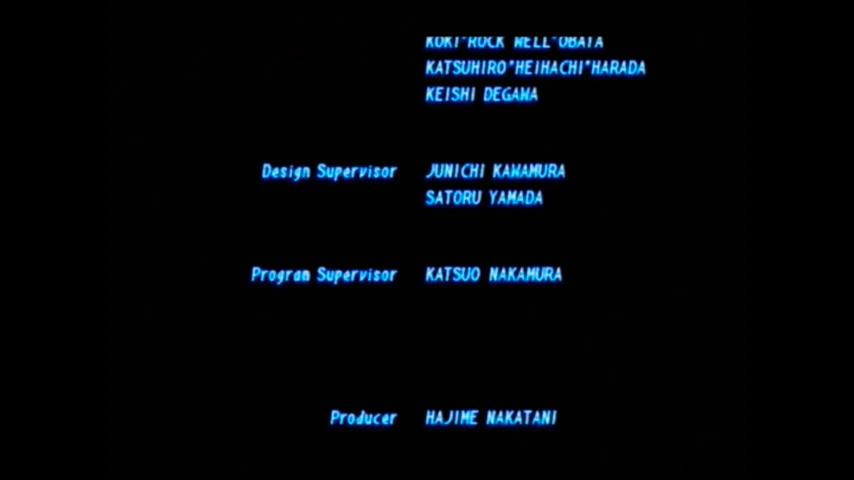 KOKI"ROCK WELL"OBATA
KATSUHIRO"HEIHACHI"HARADA
KEISHI DEGAWA
Design Supervisor JUNICHI KAWAMURA
SATORU YAMADA
Program Supervisor KATSUO NAKAMURA
Producer HAJIME NAKATANI